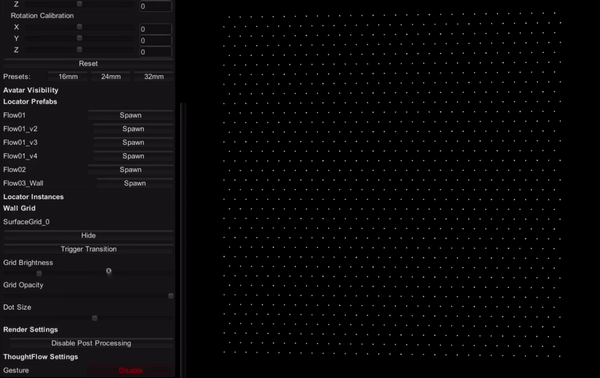 Z 0
Rotation Calibration
X 0
Y 0
Z 0
Reset
Presets: 16mm 24mm 32mm
Avatar Visibility
Locator Prefabs
Flow01 Spawn
Flow01_v2 Spawn
Flow01_v3 Spawn
Flow01_v4 Spawn
Flow02 Spawn
Flow03_Wall Spawn
Locator Instances
Wall Grid
SurfaceGrid_0
Hide
Trigger Transition
Grid Brightness
Grid Opacity
Dot Size
Render Settings
Disable Post Processing
ThoughtFlow Settings
Gesture Disable